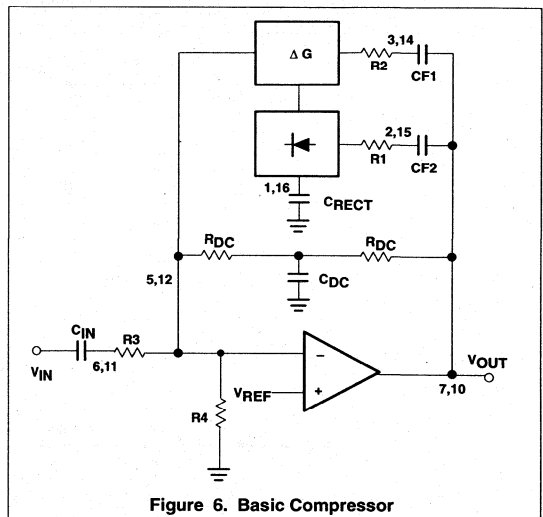 ΔG
3,14
R2
CF1
2,15
R1
CF2
1,16
CRECT
RDC
RDC
5,12
CDC
CIN
R3
6,11
VIN
−
VREF
+
VOUT
7,10
R4
Figure 6. Basic Compressor